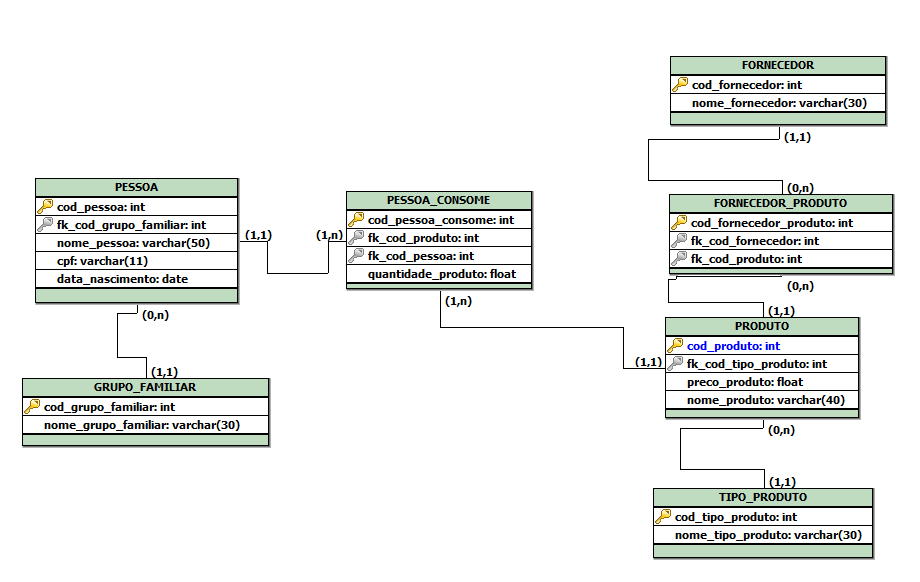 FORNECEDOR
cod_fornecedor: int
nome_fornecedor: varchar(30)
(1,1)
(0,n)
FORNECEDOR_PRODUTO
cod_fornecedor_produto: int
fk_cod_fornecedor: int
fk_cod_produto: int
(0,n)
PESSOA
cod_pessoa: int
fk_cod_grupo_familiar: int
nome_pessoa: varchar(50)
cpf: varchar(11)
data_nascimento: date
(1,1)
(1,n)
PESSOA_CONSOME
cod_pessoa_consome: int
fk_cod_produto: int
fk_cod_pessoa: int
quantidade_produto: float
(1,n)
(0,n)
(1,1)
GRUPO_FAMILIAR
cod_grupo_familiar: int
nome_grupo_familiar: varchar(30)
(1,1)
(1,1)
PRODUTO
cod_produto: int
fk_cod_tipo_produto: int
preco_produto: float
nome_produto: varchar(40)
(0,n)
(1,1)
TIPO_PRODUTO
cod_tipo_produto: int
nome_tipo_produto: varchar(30)